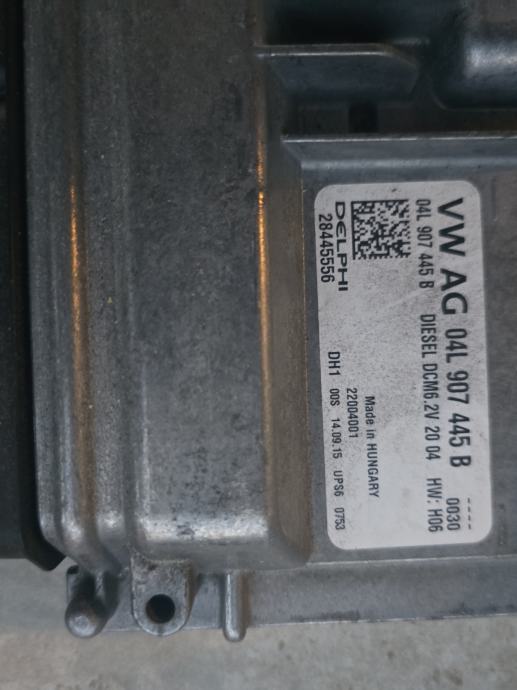 VW AG 04L 907 445 B ----
04L 907 445 B DIESEL DCM6.2V 20 04 0030
HW: H06
Made in HUNGARY
22004001
DELPHI
28445556 DH1 00S 14.09.15 UPS6 0753